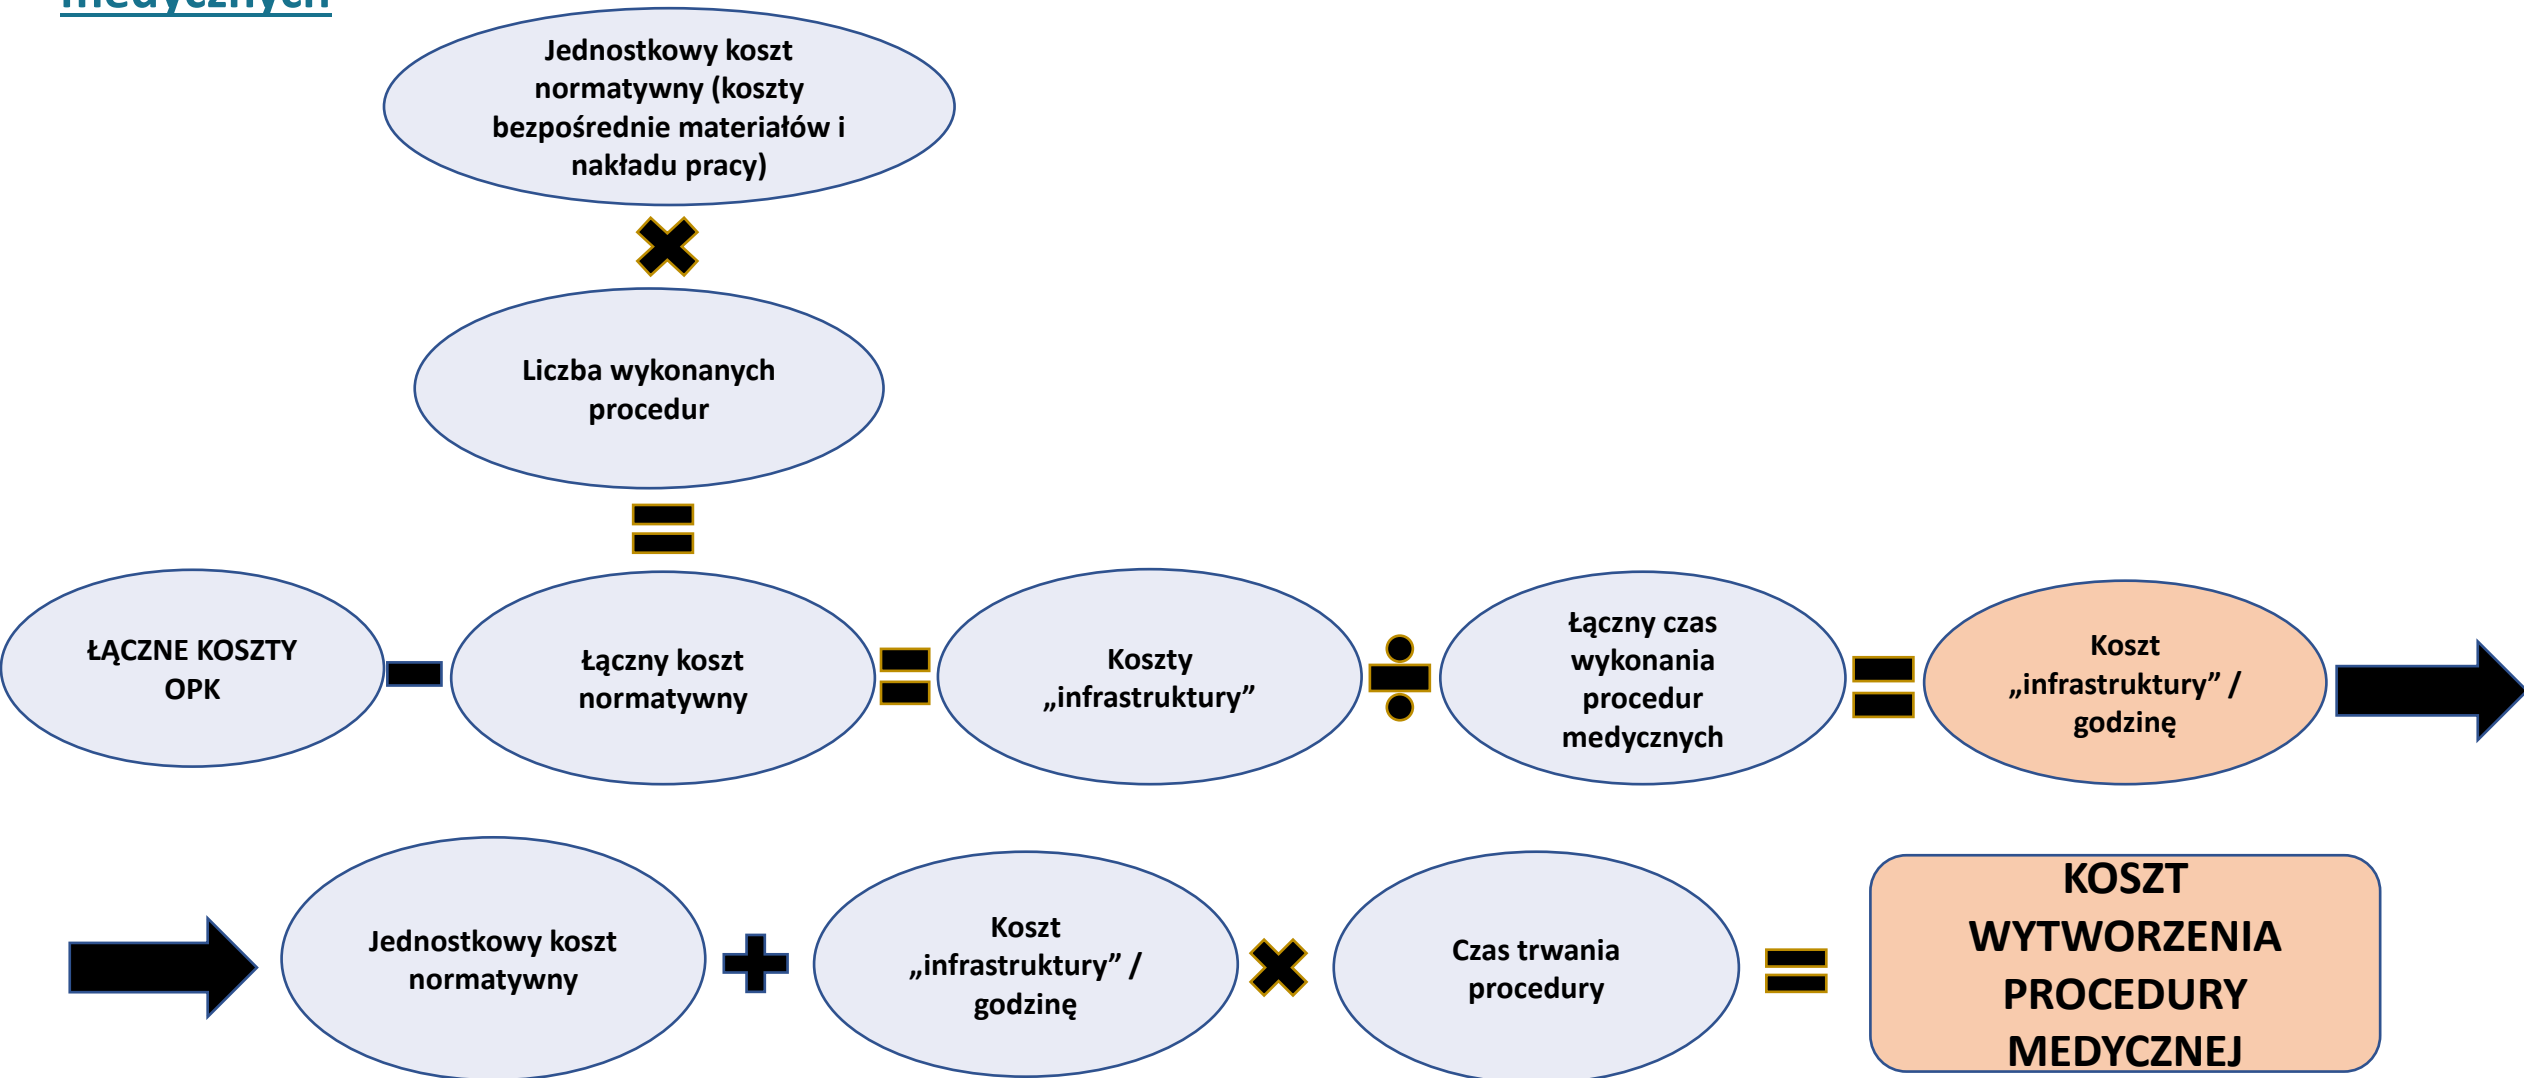 medycznych
Jednostkowy koszt
normatywny (koszty
bezpośrednie materiałów i
nakładu pracy)
Liczba wykonanych
procedur
ŁĄCZNE KOSZTY
OPK
Łączny koszt
normatywny
Koszty
„infrastruktury”
Łączny czas
wykonania
procedur
medycznych
Koszt
„infrastruktury” /
godzinę
Jednostkowy koszt
normatywny
Koszt
„infrastruktury” /
godzinę
Czas trwania
procedury
KOSZT
WYTWORZENIA
PROCEDURY
MEDYCZNEJ